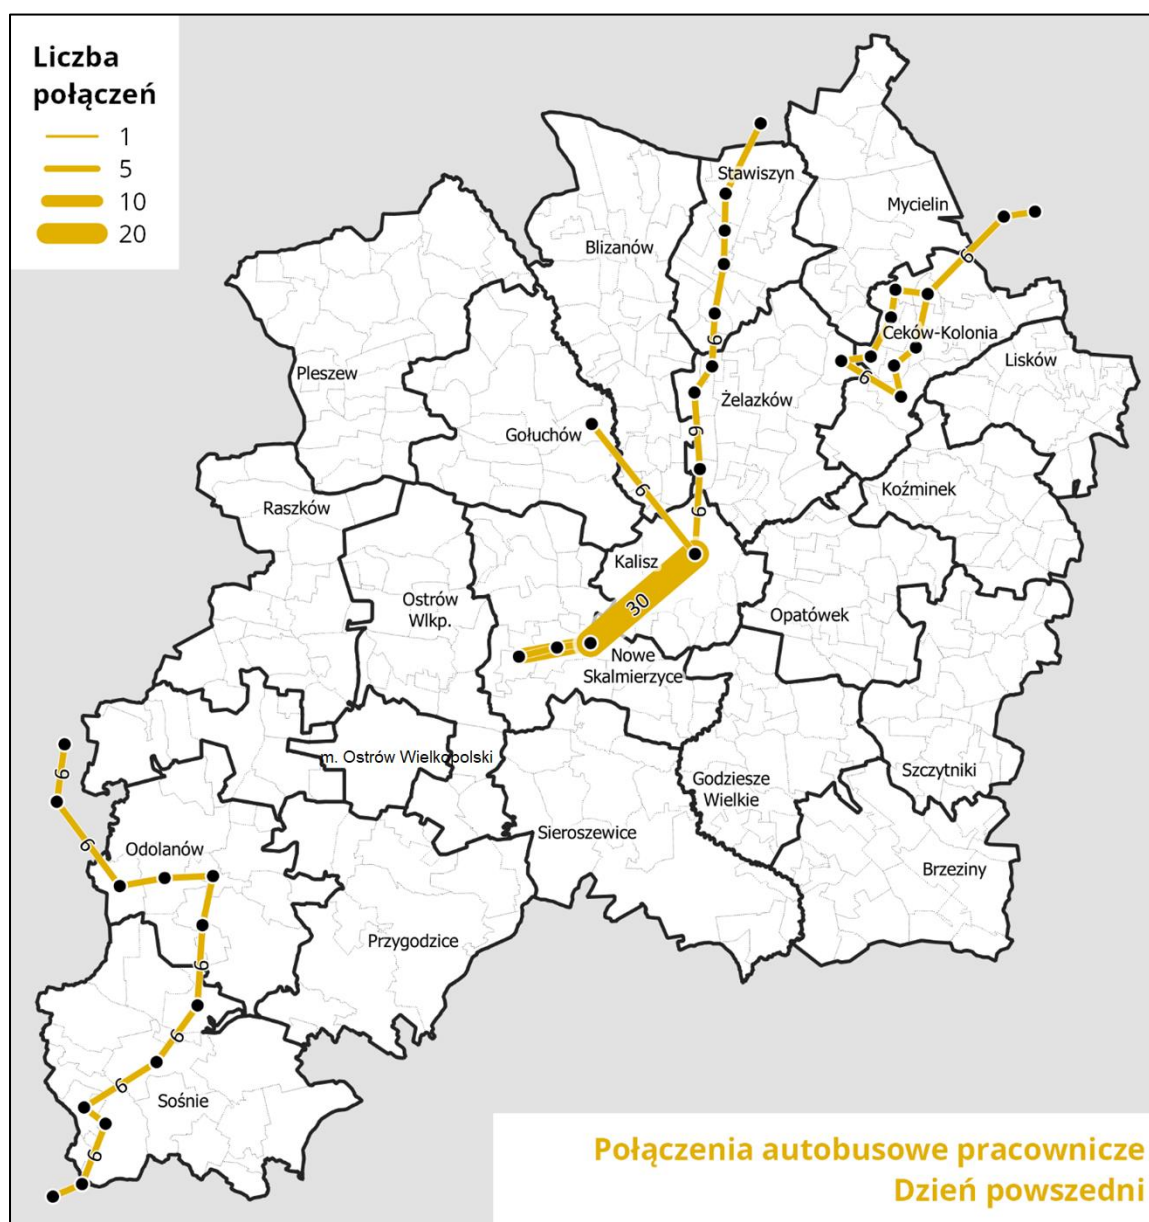 Liczba
połączeń
1
5
10
20
Stawiszyn
Mycielin
Blizanów
6
Ceków-Kolonia
6
Lisków
Pleszew
6
Żelazków
Gołuchów
6
Koźminek
6
6
Raszków
Kalisz
30
Ostrów
Wlkp.
Opatówek
Nowe
Skalmierzyce
m. Ostrów Wielkopolski
6
Godziesze
Wielkie
Szczytniki
6
Odolanów
Sieroszewice
Brzeziny
Przygodzice
6
6
6
Sośnie
6
Połączenia autobusowe pracownicze
Dzień powszedni